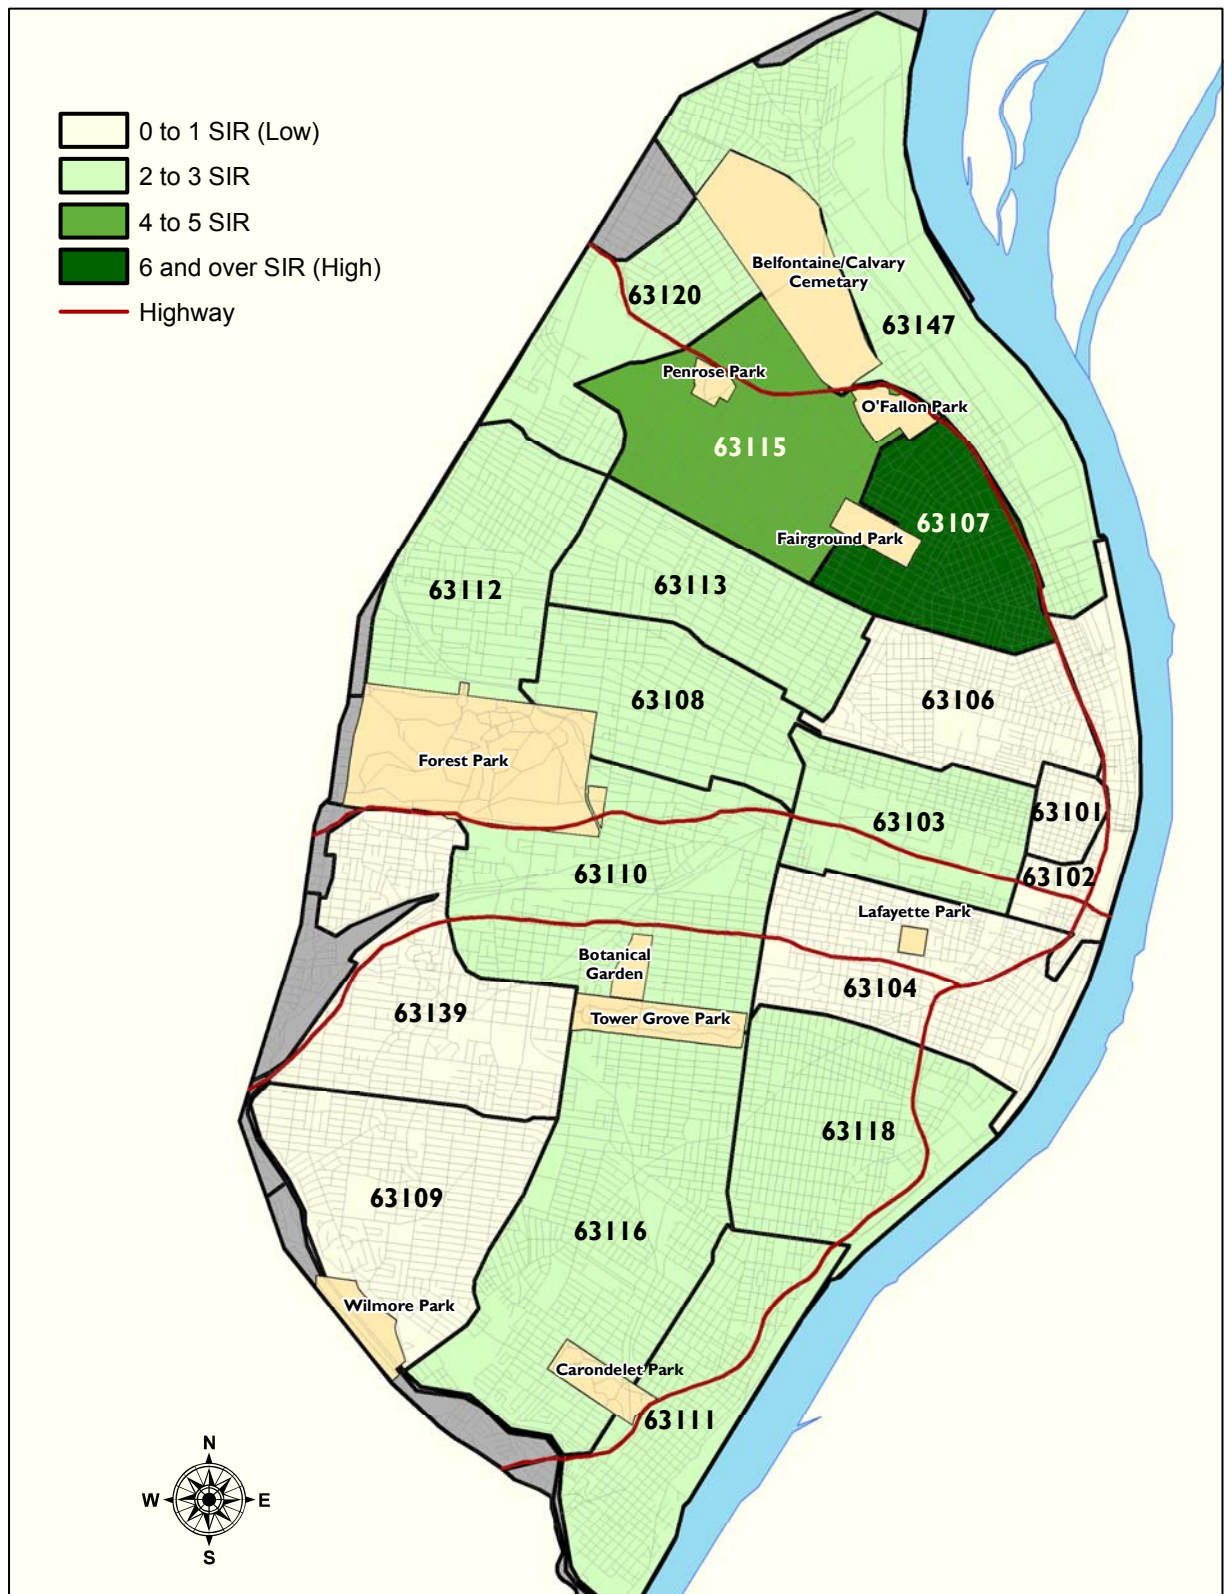 0 to 1 SIR (Low)
2 to 3 SIR
4 to 5 SIR
6 and over SIR (High)
Highway
Belfontaine/Calvary
Cemetary
63120
63147
Penrose Park
O'Fallon Park
63115
63107
Fairground Park
63112
63113
63108
63106
Forest Park
63101
63103
63110
63102
Lafayette Park
Botanical
Garden
63104
63139
Tower Grove Park
63118
63109
63116
Wilmore Park
Carondelet Park
63111
N
W
E
S